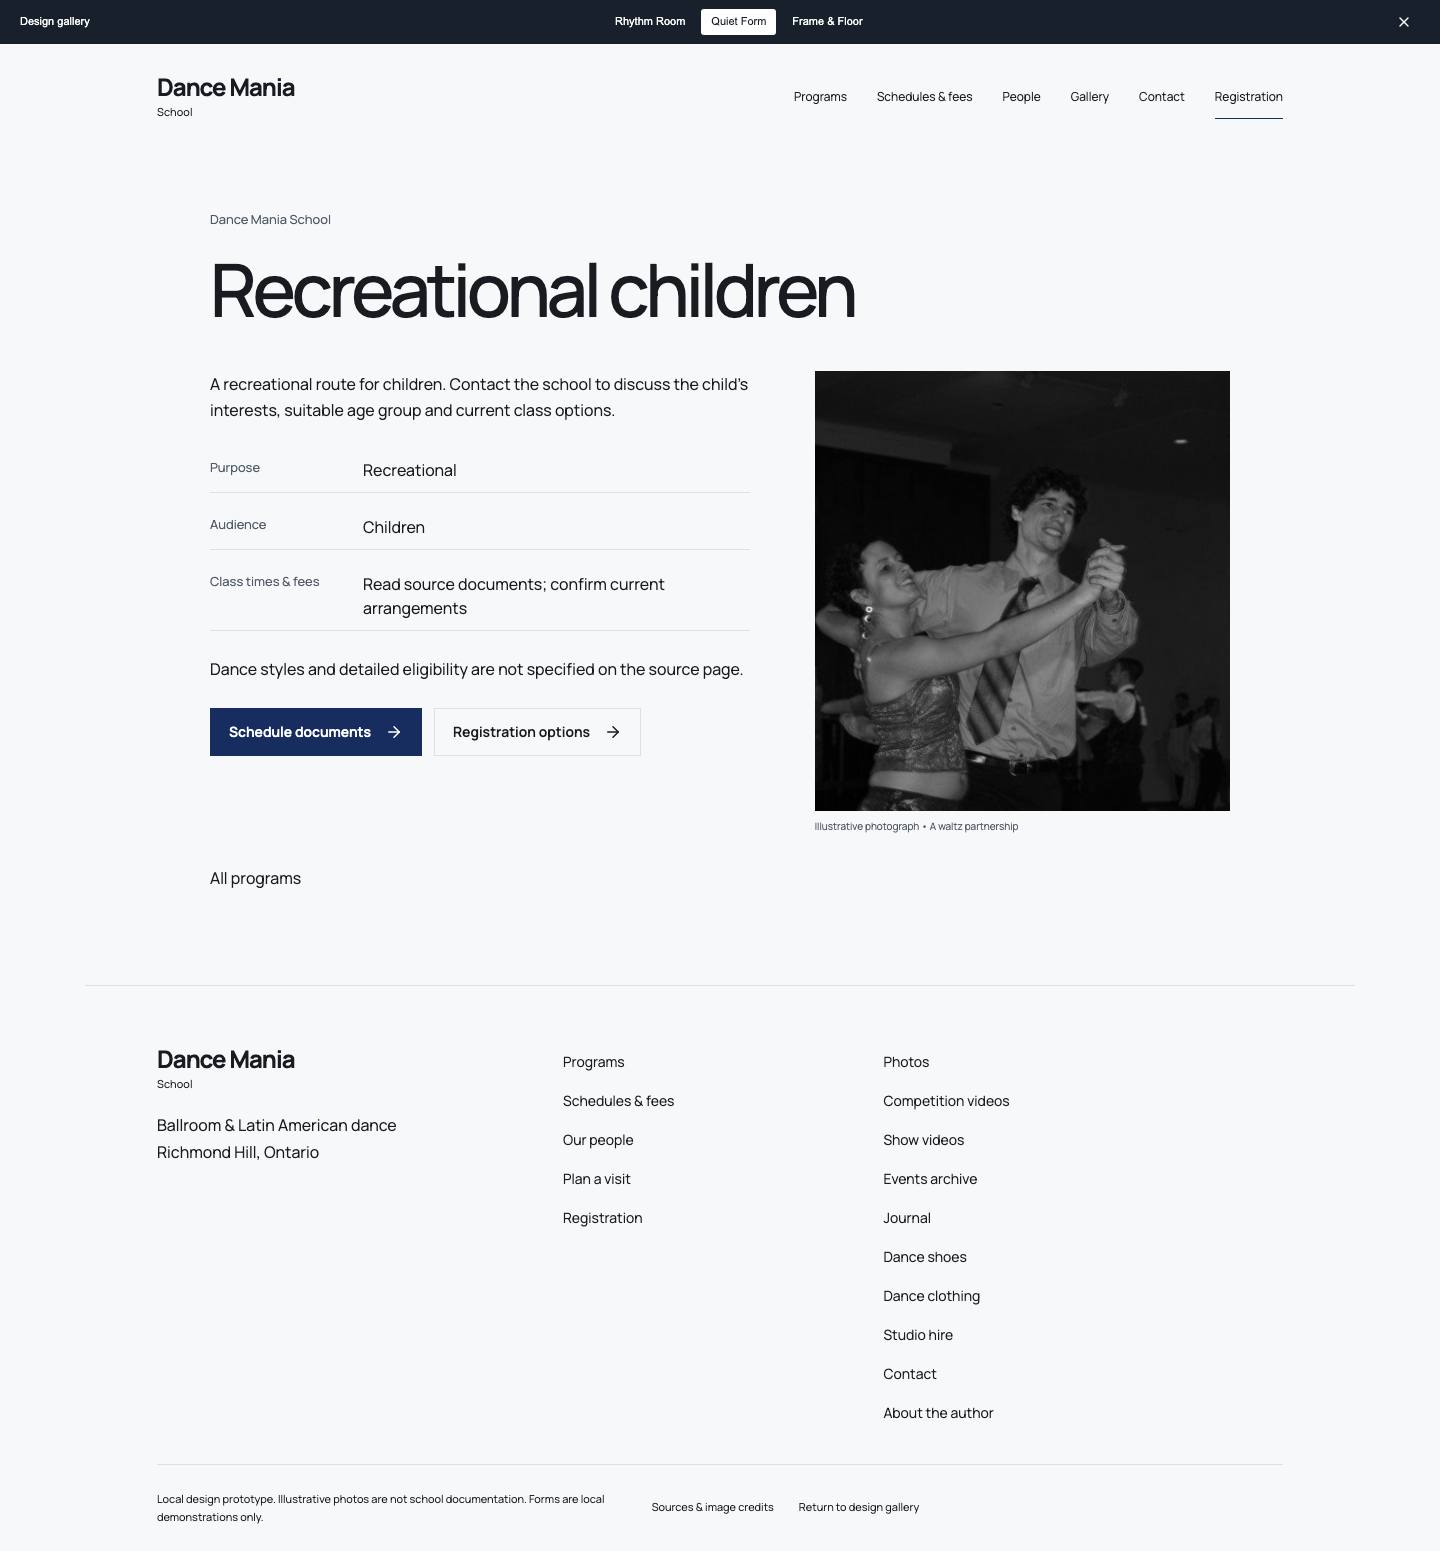 Design gallery
Rhythm Room
Quiet Form
Frame & Floor
Dance Mania
School
Programs
Schedules & fees
People
Gallery
Contact
Registration
Dance Mania School
Recreational children
A recreational route for children. Contact the school to discuss the child's
interests, suitable age group and current class options.
Purpose
Recreational
Audience
Children
Class times & fees
Read source documents; confirm current
arrangements
Dance styles and detailed eligibility are not specified on the source page.
Schedule documents
Registration options
Illustrative photograph • A waltz partnership
All programs
Dance Mania
School
Ballroom & Latin American dance
Richmond Hill, Ontario
Programs
Schedules & fees
Our people
Plan a visit
Registration
Photos
Competition videos
Show videos
Events archive
Journal
Dance shoes
Dance clothing
Studio hire
Contact
About the author
Local design prototype. Illustrative photos are not school documentation. Forms are local
demonstrations only.
Sources & image credits
Return to design gallery